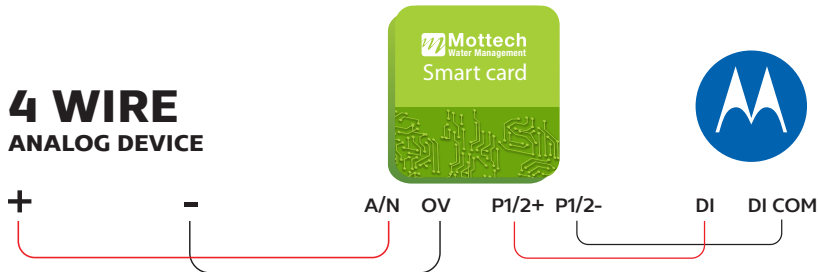 Mottech
Water Management
Smart card
4 WIRE
ANALOG DEVICE
+ - A/N OV P1/2+ P1/2- DI DI COM